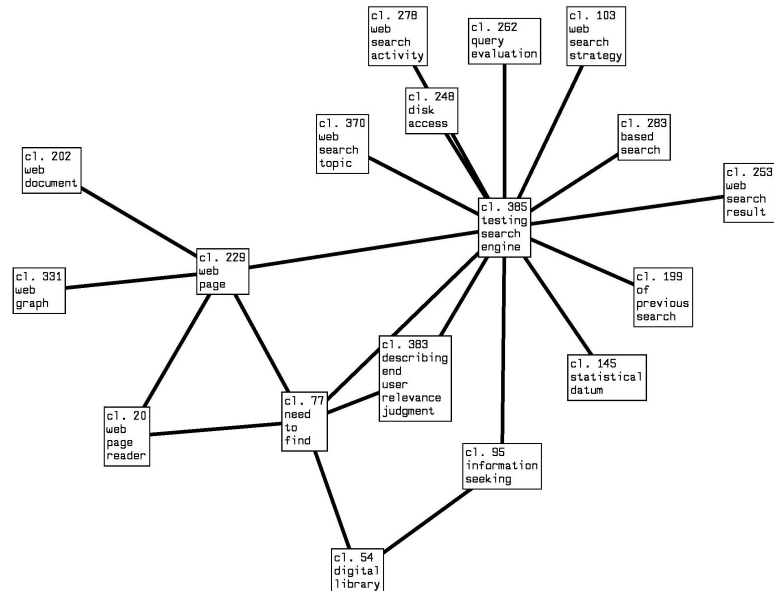 cl. 278
web
search
activity
cl. 262
query
evaluation
cl. 103
web
search
strategy
cl. 248
disk
access
cl. 370
web
search
topic
cl. 283
based
search
cl. 202
web
document
cl. 253
web
search
result
cl. 385
testing
search
engine
cl. 229
web
page
cl. 331
web
graph
cl. 199
of
previous
search
cl. 383
describing
end
user
relevance
judgment
cl. 145
statistical
datum
cl. 77
need
to
find
cl. 20
web
page
reader
cl. 95
information
seeking
cl. 54
digital
library